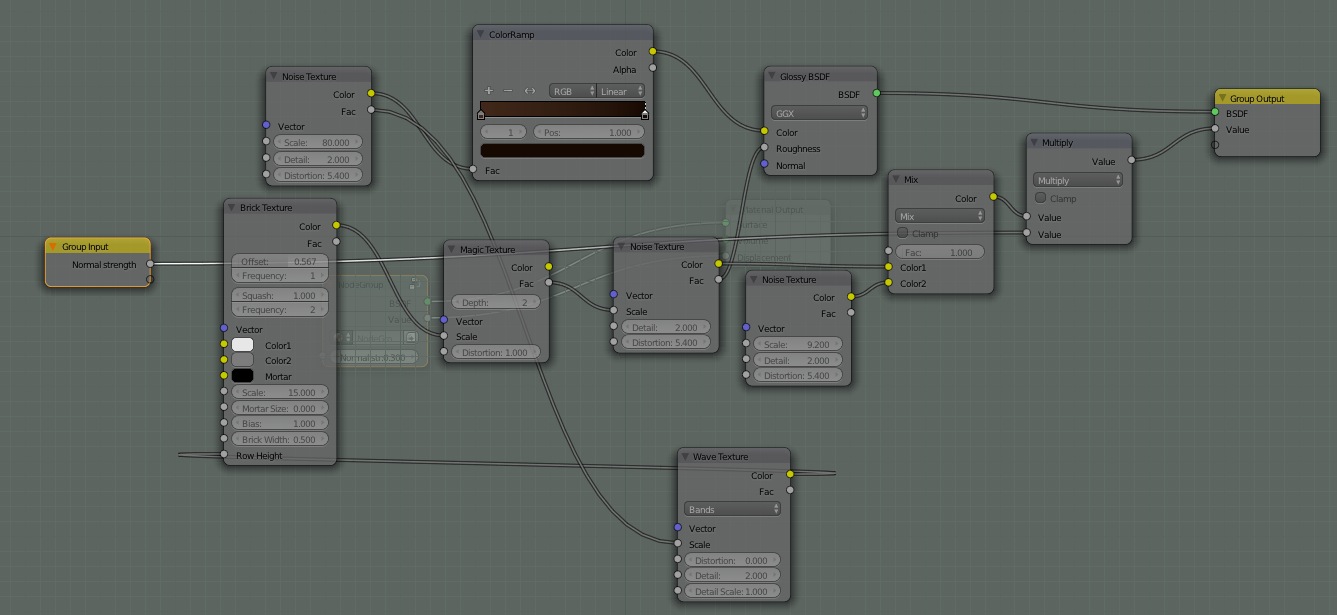 Group Input
Normal strength
Noise Texture
Color
Fac
Vector
Scale: 80.000
Detail: 2.000
Distortion: 5.400
Brick Texture
Color
Fac
Offset: 0.567
Frequency: 1
Squash: 1.000
Frequency: 2
Vector
Color1
Color2
Mortar
Scale: 15.000
Mortar Size: 0.000
Bias: 1.000
Brick Width: 0.500
Row Height
NodeGroup
Normal str: 0.300
ColorRamp
Color
Alpha
+ − ↔ RGB Linear
1 Pos: 1.000
Fac
Magic Texture
Color
Fac
Depth: 2
Vector
Scale
Distortion: 1.000
Noise Texture
Color
Fac
Vector
Scale
Detail: 2.000
Distortion: 5.400
Material Output
Surface
Volume
Displacement
Glossy BSDF
BSDF
GGX
Color
Roughness
Normal
Noise Texture
Color
Fac
Vector
Scale: 9.200
Detail: 2.000
Distortion: 5.400
Wave Texture
Color
Fac
Bands
Vector
Scale
Distortion: 0.000
Detail: 2.000
Detail Scale: 1.000
Mix
Color
Mix
Clamp
Fac: 1.000
Color1
Color2
Multiply
Value
Multiply
Clamp
Value
Value
Group Output
BSDF
Value